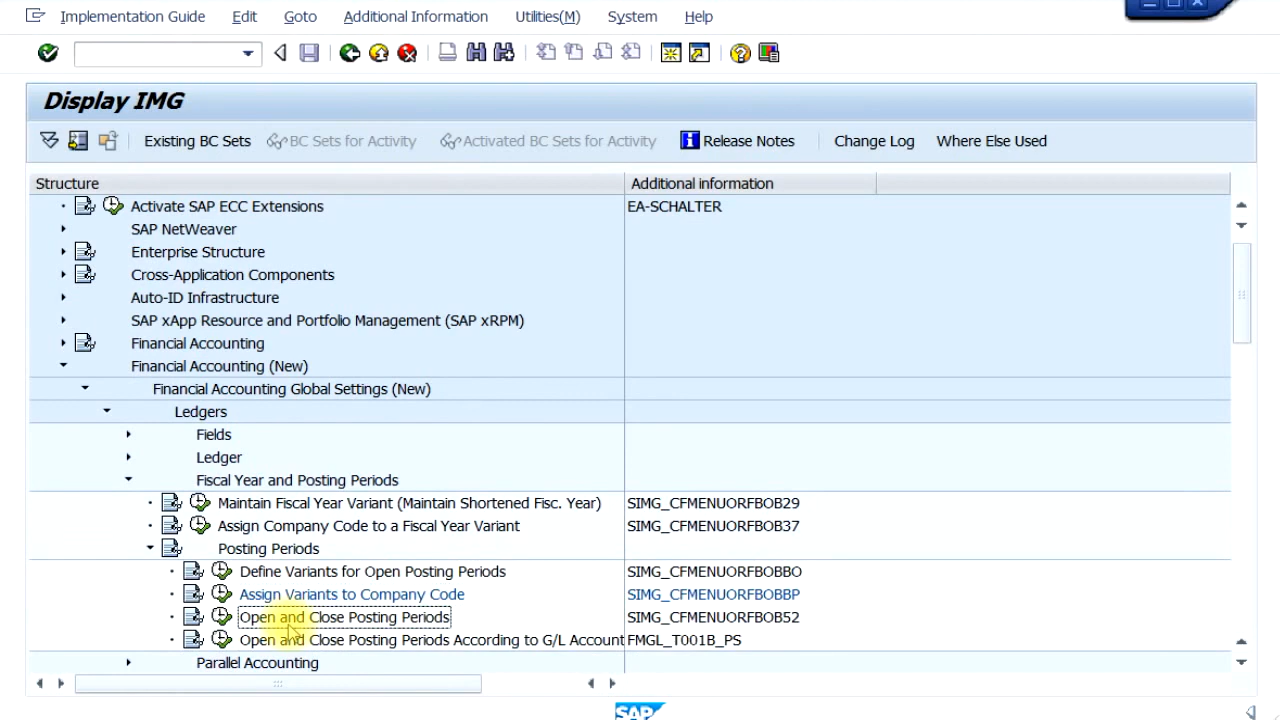 Implementation Guide Edit Goto Additional Information Utilities(M) System Help
Display IMG
Existing BC Sets BC Sets for Activity Activated BC Sets for Activity Release Notes Change Log Where Else Used
Structure Additional information
Activate SAP ECC Extensions EA-SCHALTER
SAP NetWeaver
Enterprise Structure
Cross-Application Components
Auto-ID Infrastructure
SAP xApp Resource and Portfolio Management (SAP xRPM)
Financial Accounting
Financial Accounting (New)
Financial Accounting Global Settings (New)
Ledgers
Fields
Ledger
Fiscal Year and Posting Periods
Maintain Fiscal Year Variant (Maintain Shortened Fisc. Year) SIMG_CFMENUORFBOB29
Assign Company Code to a Fiscal Year Variant SIMG_CFMENUORFBOB37
Posting Periods
Define Variants for Open Posting Periods SIMG_CFMENUORFBOBBO
Assign Variants to Company Code SIMG_CFMENUORFBOBBP
Open and Close Posting Periods SIMG_CFMENUORFBOB52
Open and Close Posting Periods According to G/L Account FMGL_T001B_PS
Parallel Accounting
SAP